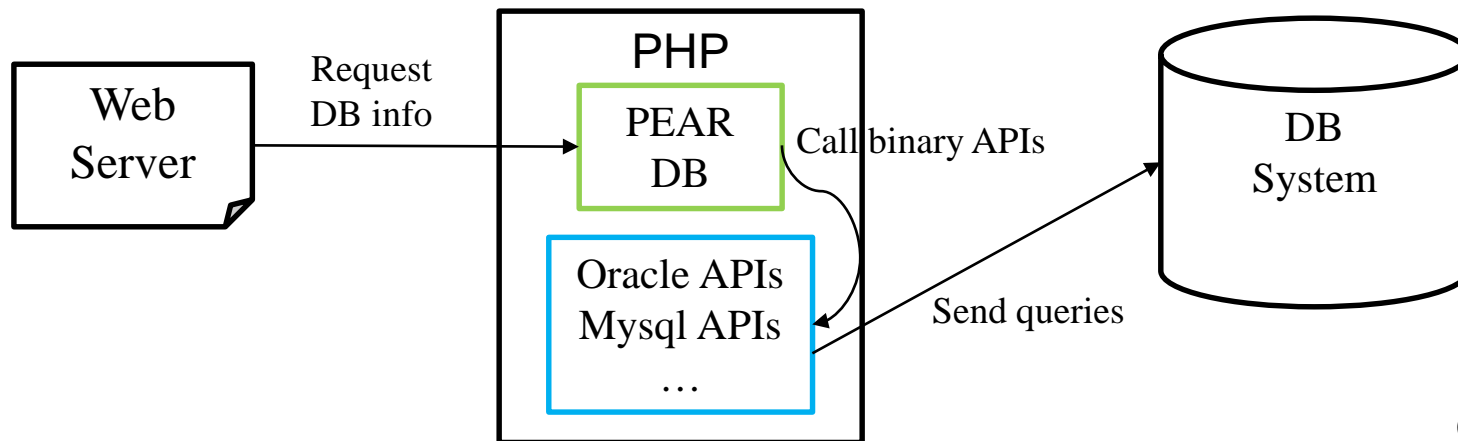 PHP
Web
Server
Request
DB info
PEAR
DB
Call binary APIs
DB
System
Oracle APIs
Mysql APIs
…
Send queries